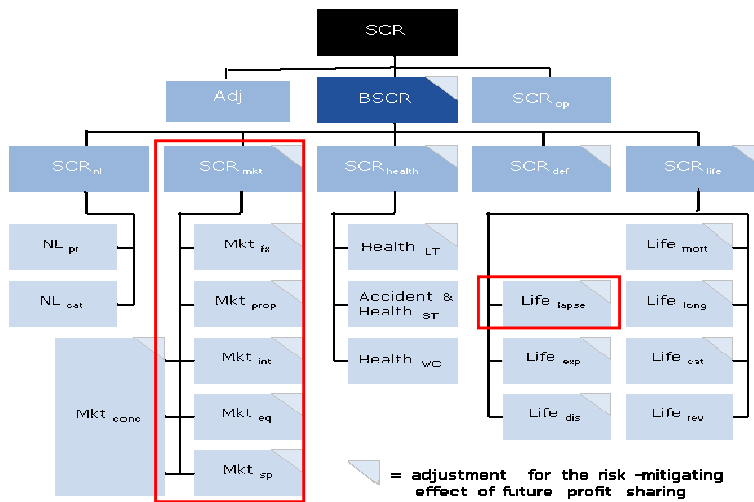 SCR
Adj
BSCR
SCR op
SCR nl
SCR mkt
SCR health
SCR def
SCR life
NL pr
Mkt fx
Health LT
Life mort
NL cat
Mkt prop
Accident &
Health ST
Life lapse
Life long
Mkt conc
Mkt int
Health WC
Life exp
Life cat
Mkt eq
Life dis
Life rev
Mkt sp
= adjustment for the risk -mitigating
effect of future profit sharing